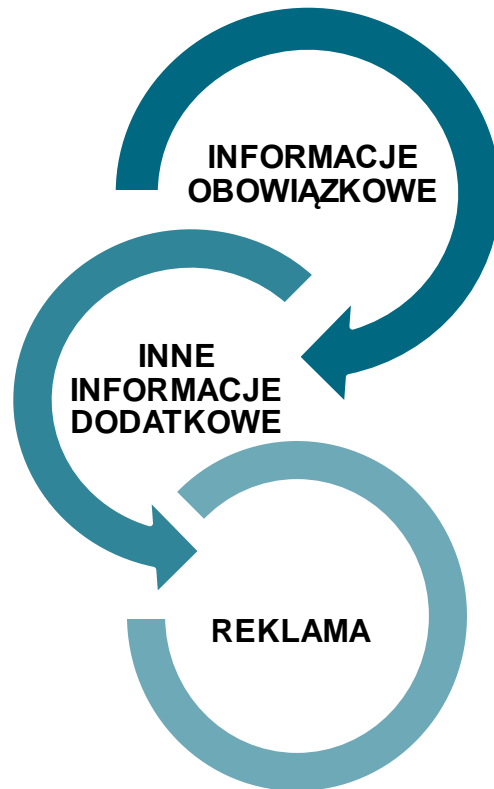 INFORMACJE
OBOWIĄZKOWE
INNE
INFORMACJE
DODATKOWE
REKLAMA